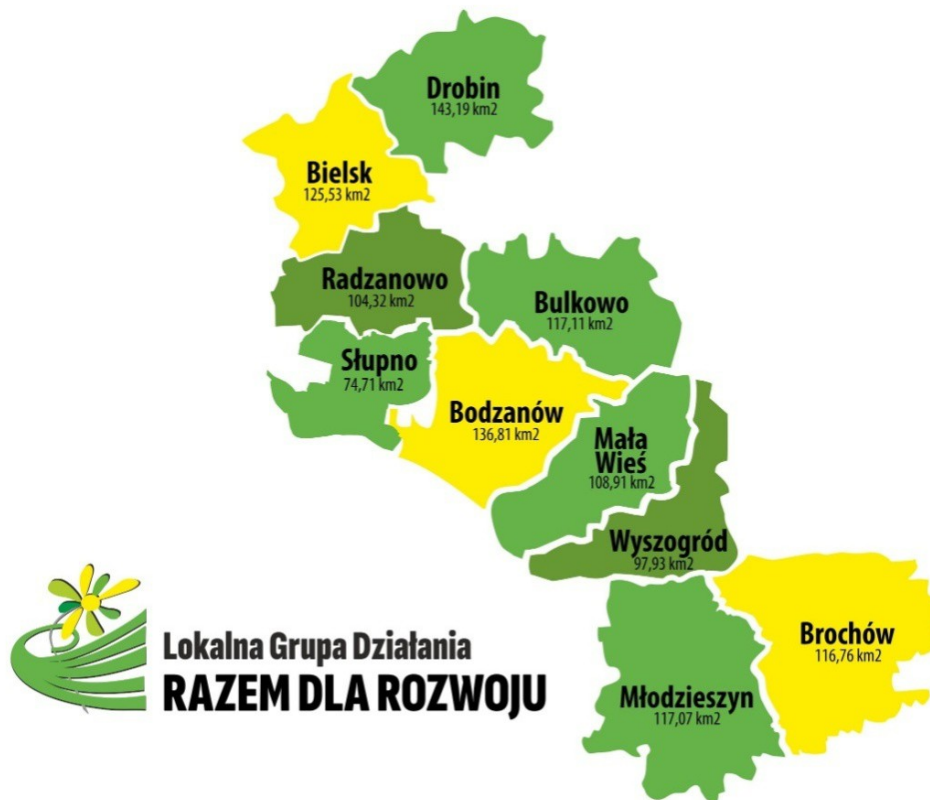 Drobin
143,19 km2
Bielsk
125,53 km2
Radzanowo
104,32 km2
Bulkowo
117,11 km2
Słupno
74,71 km2
Bodzanów
136,81 km2
Mała
Wieś
108,91 km2
Wyszogród
97,93 km2
Brochów
116,76 km2
Młodzieszyn
117,07 km2
Lokalna Grupa Działania
RAZEM DLA ROZWOJU